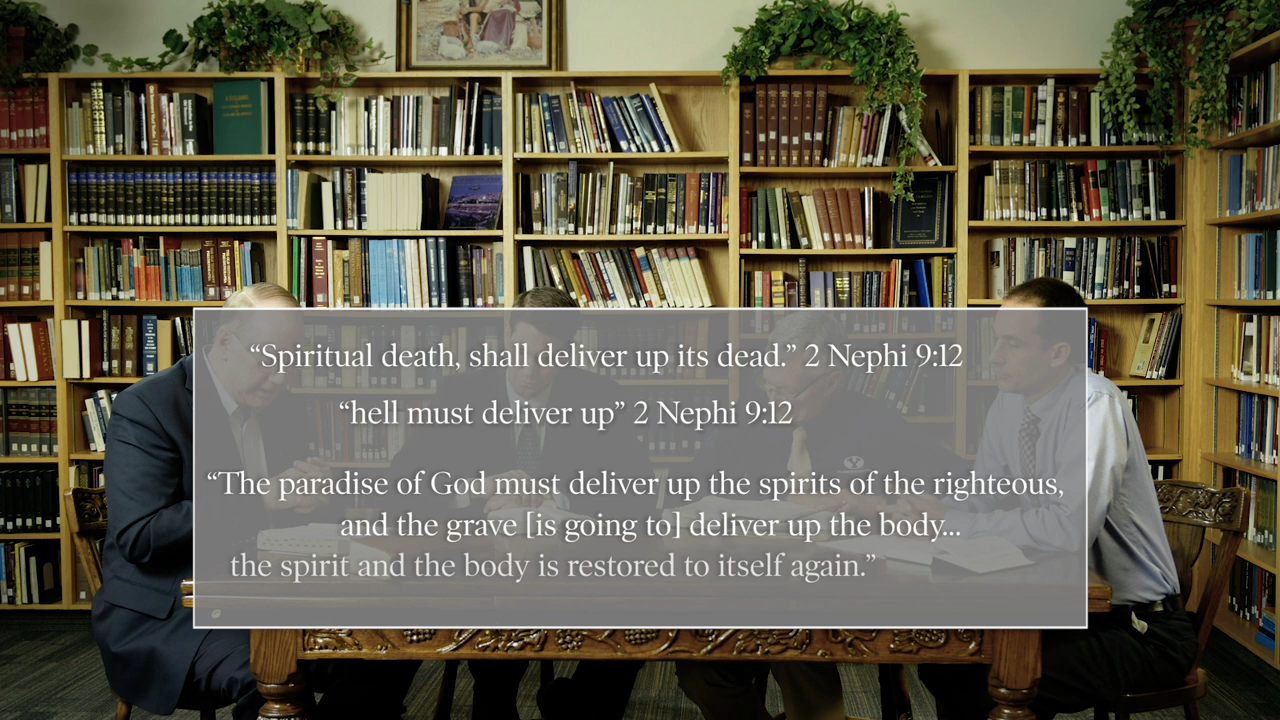 “Spiritual death, shall deliver up its dead.” 2 Nephi 9:12
“hell must deliver up” 2 Nephi 9:12
“The paradise of God must deliver up the spirits of the righteous,
and the grave [is going to] deliver up the body...
the spirit and the body is restored to itself again.”